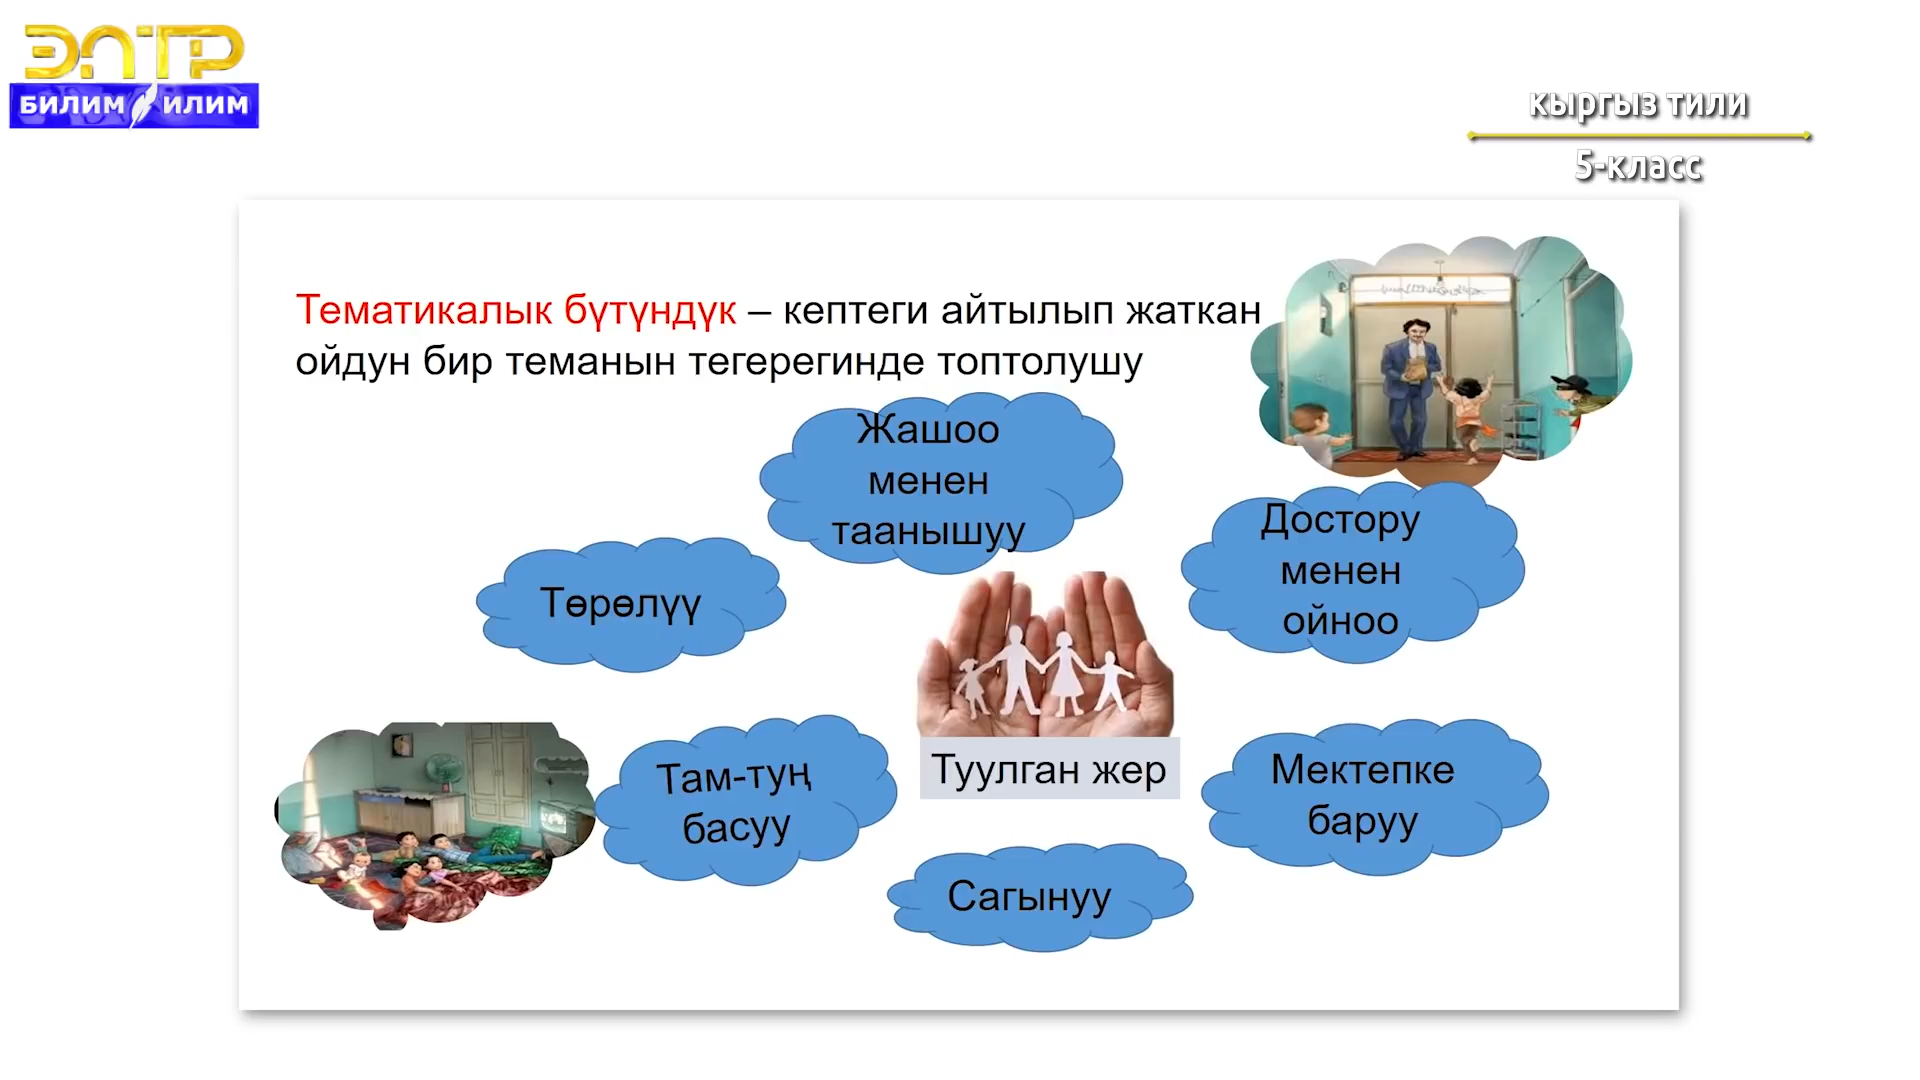 ЭЛТР
БИЛИМ ИЛИМ
кыргыз тили
5-класс
Тематикалык бүтүндүк – кептеги айтылып жаткан
ойдун бир теманын тегерегинде топтолушу
Жашоо
менен
таанышуу
Достору
менен
ойноо
Төрөлүү
Там-туң
басуу
Туулган жер
Мектепке
баруу
Сагынуу